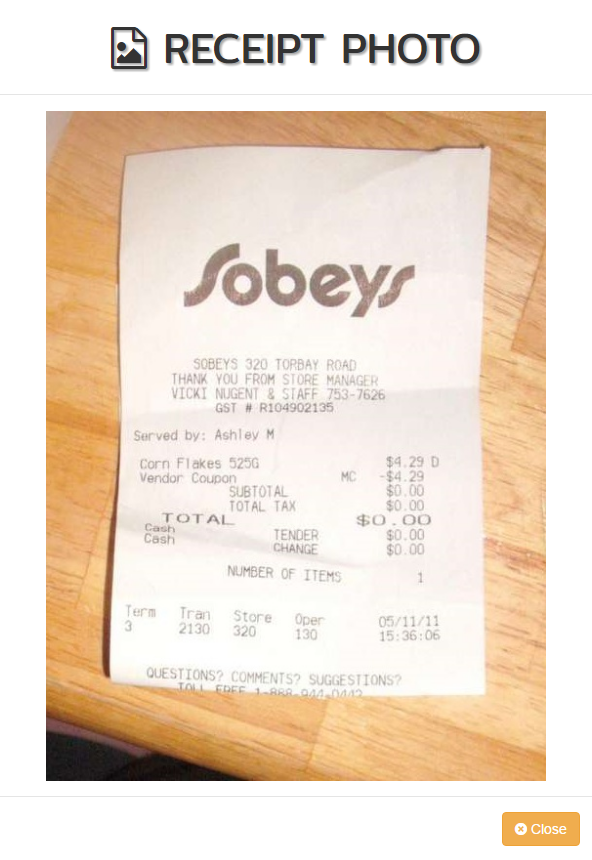 RECEIPT PHOTO
Sobeys
SOBEYS 320 TORBAY ROAD
THANK YOU FROM STORE MANAGER
VICKI NUGENT & STAFF 753-7626
GST # R104902135
Served by: Ashley M
Corn Flakes 525G $4.29 D
Vendor Coupon MC -$4.29
SUBTOTAL $0.00
TOTAL TAX $0.00
TOTAL $0.00
Cash TENDER $0.00
Cash CHANGE $0.00
NUMBER OF ITEMS 1
Term Tran Store Oper 05/11/11
3 2130 320 130 15:36:06
QUESTIONS? COMMENTS? SUGGESTIONS?
TOLL FREE 1-888-944-0442
Close